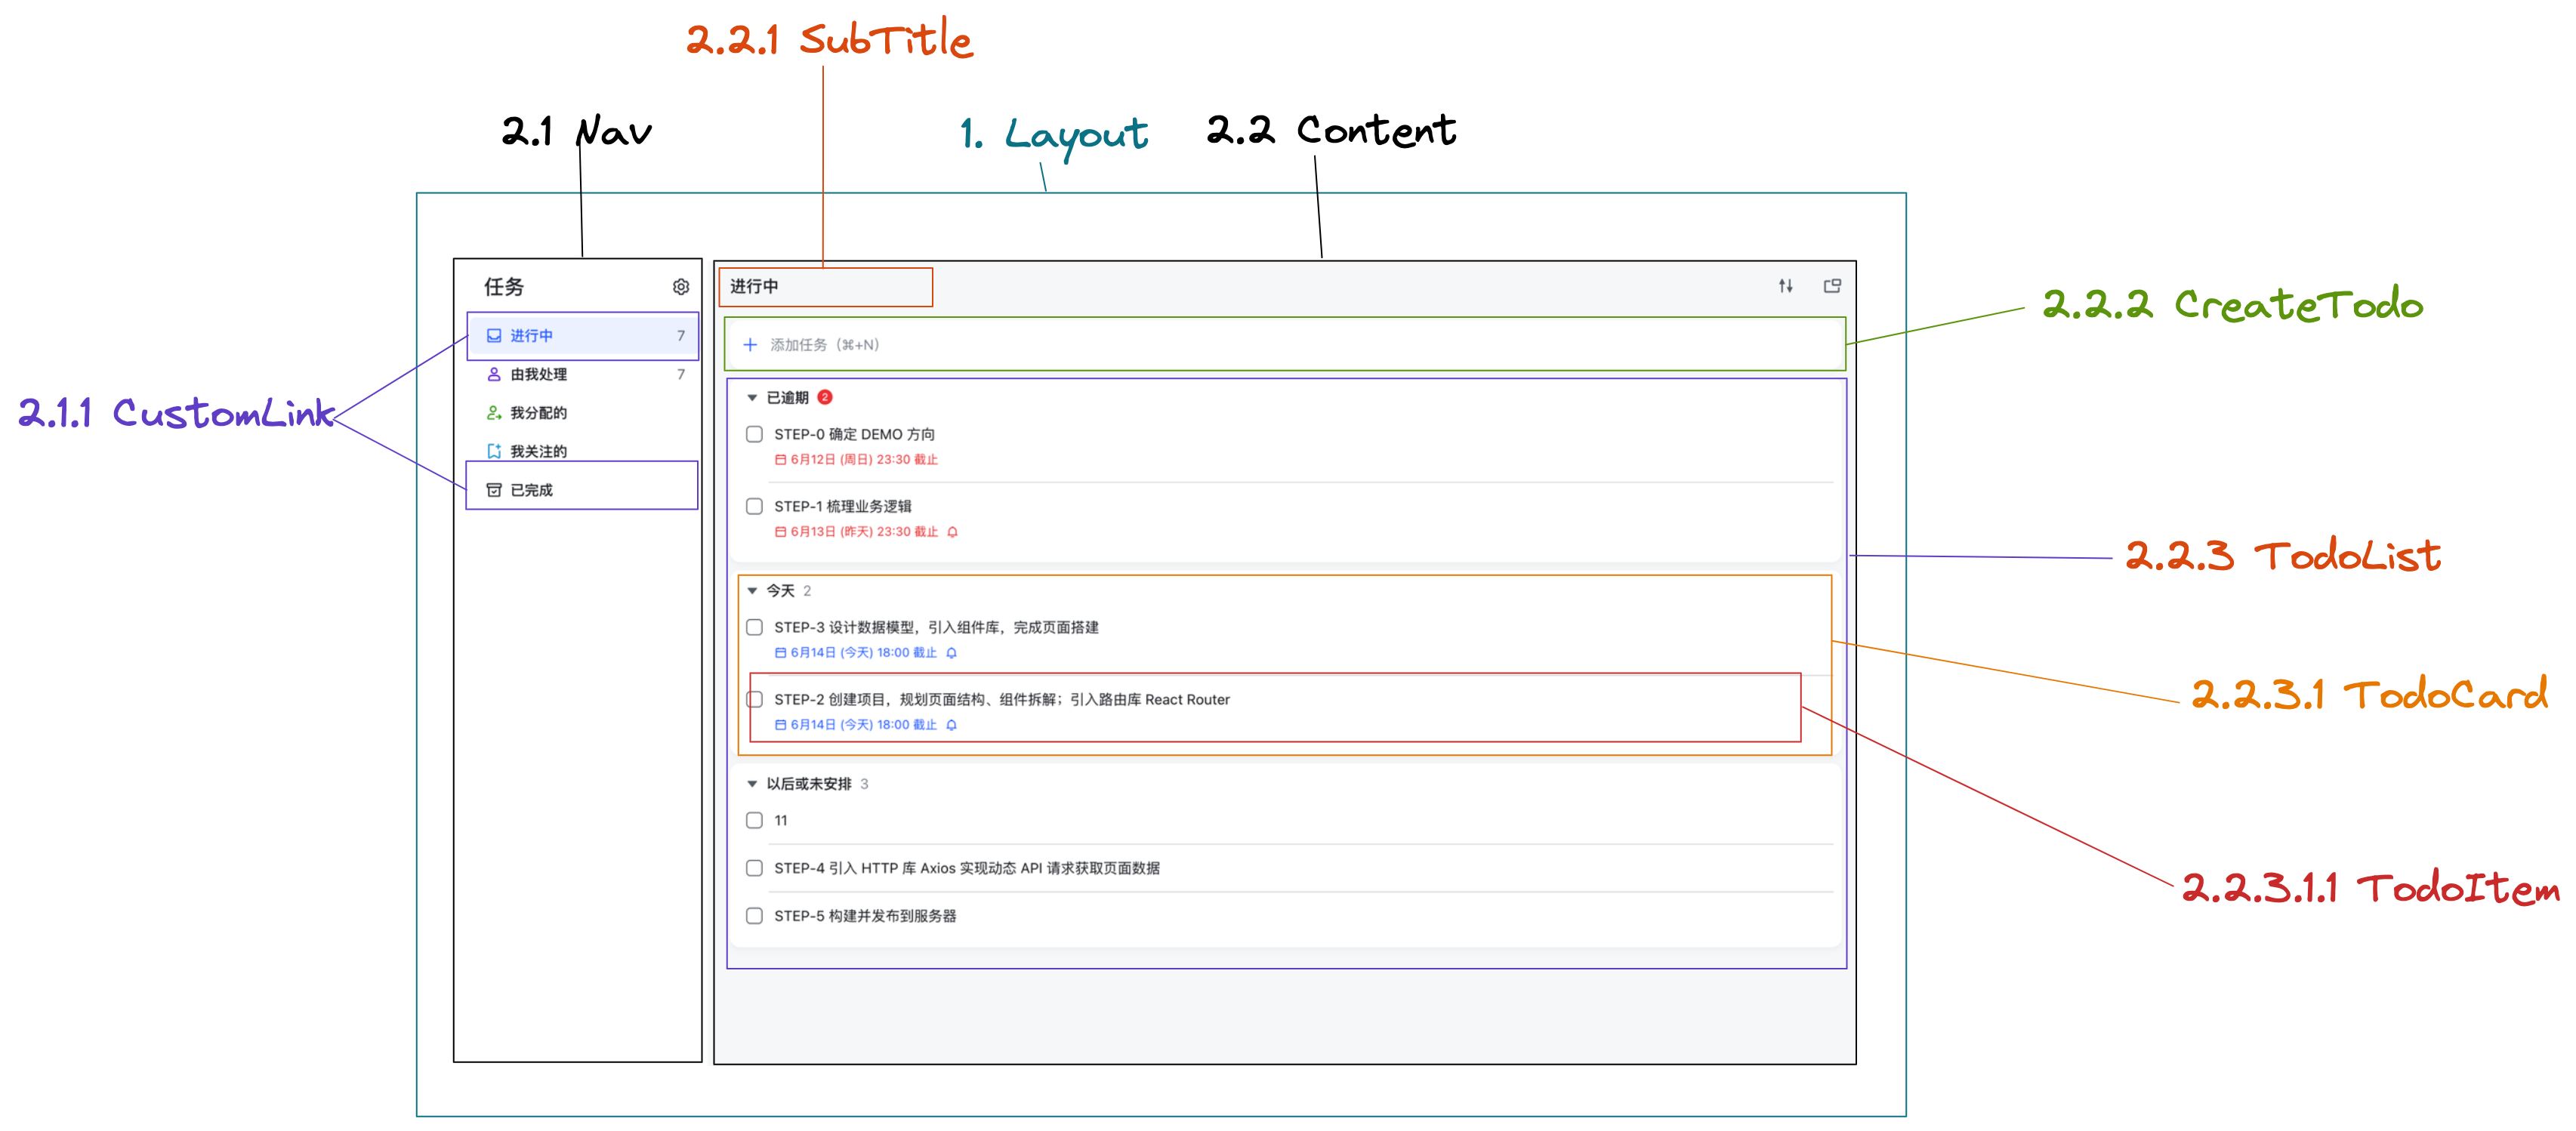 2.2.1 SubTitle
2.1 Nav
1. Layout
2.2 Content
2.1.1 CustomLink
任务
进行中 7
由我处理 7
我分配的
我关注的
已完成
进行中
添加任务（⌘+N）
已逾期 2
STEP-0 确定 DEMO 方向
6月12日 (周日) 23:30 截止
STEP-1 梳理业务逻辑
6月13日 (昨天) 23:30 截止
今天 2
STEP-3 设计数据模型，引入组件库，完成页面搭建
6月14日 (今天) 18:00 截止
STEP-2 创建项目，规划页面结构、组件拆解；引入路由库 React Router
6月14日 (今天) 18:00 截止
以后或未安排 3
11
STEP-4 引入 HTTP 库 Axios 实现动态 API 请求获取页面数据
STEP-5 构建并发布到服务器
2.2.2 CreateTodo
2.2.3 TodoList
2.2.3.1 TodoCard
2.2.3.1.1 TodoItem